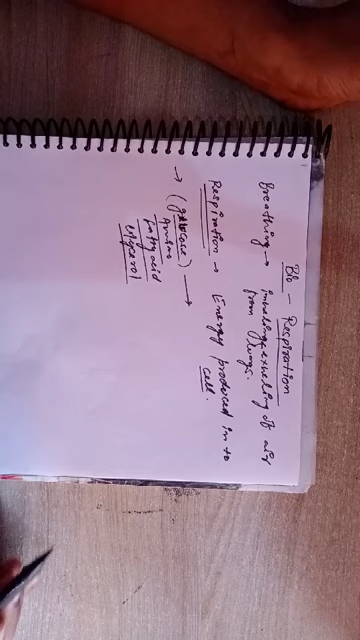 Bio - Respiration
Breathing → inhaling & exhaling of air
from lungs.
Respiration → Energy produced in to
cell.
→ (glucose) →
Amino
fatty acid
glycerol